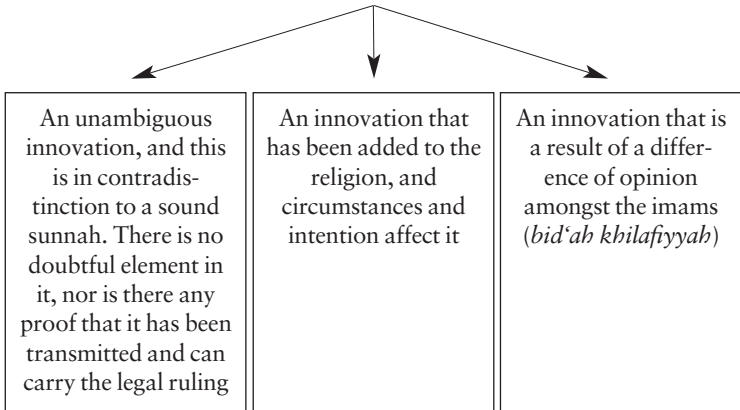 An unambiguous
innovation, and this
is in contradis-
tinction to a sound
sunnah. There is no
doubtful element in
it, nor is there any
proof that it has been
transmitted and can
carry the legal ruling
An innovation that
has been added to the
religion, and
circumstances and
intention affect it
An innovation that is
a result of a differ-
ence of opinion
amongst the imams
(bid‘ah khilafiyyah)